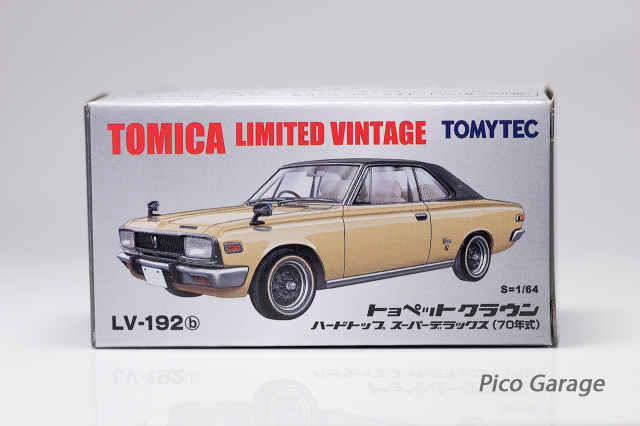 TOMICA LIMITED VINTAGE TOMYTEC
S=1/64
トヨペットクラウン
LV-192ⓑ ハードトップ スーパーデラックス(70年式)
Pico Garage